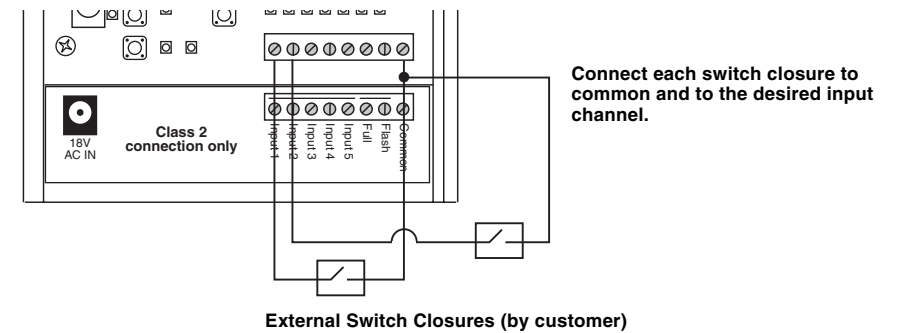 Connect each switch closure to
common and to the desired input
channel.
18V
AC IN
Class 2
connection only
Input 1
Input 2
Input 3
Input 4
Input 5
Full
Flash
Common
External Switch Closures (by customer)